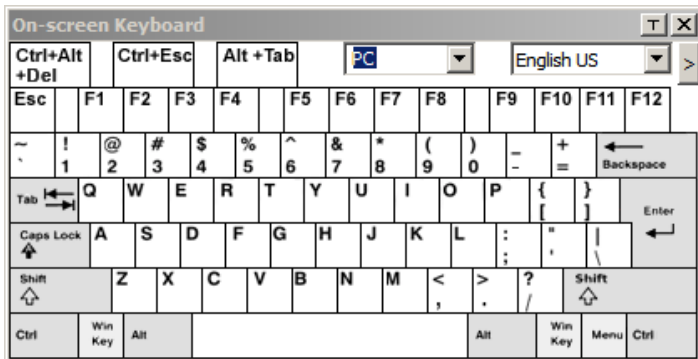 On-screen Keyboard T X
Ctrl+Alt +Del Ctrl+Esc Alt +Tab PC English US >
Esc F1 F2 F3 F4 F5 F6 F7 F8 F9 F10 F11 F12
~ ! @ # $ % ^ & * ( ) _ +
` 1 2 3 4 5 6 7 8 9 0 - = Backspace
Tab Q W E R T Y U I O P { }
[ ] Enter
Caps Lock A S D F G H J K L : " |
; ' \
Shift Z X C V B N M < > ? Shift
, . /
Ctrl Win Key Alt Alt Win Key Menu Ctrl